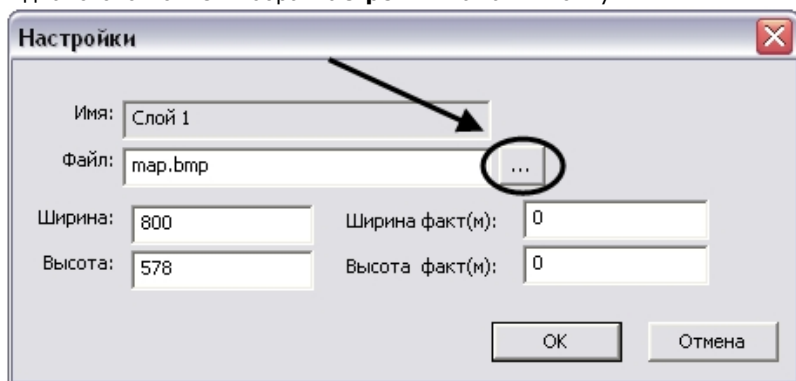 Настройки
Имя: Слой 1
Файл: map.bmp ...
Ширина: 800 Ширина факт(м): 0
Высота: 578 Высота факт(м): 0
OK Отмена